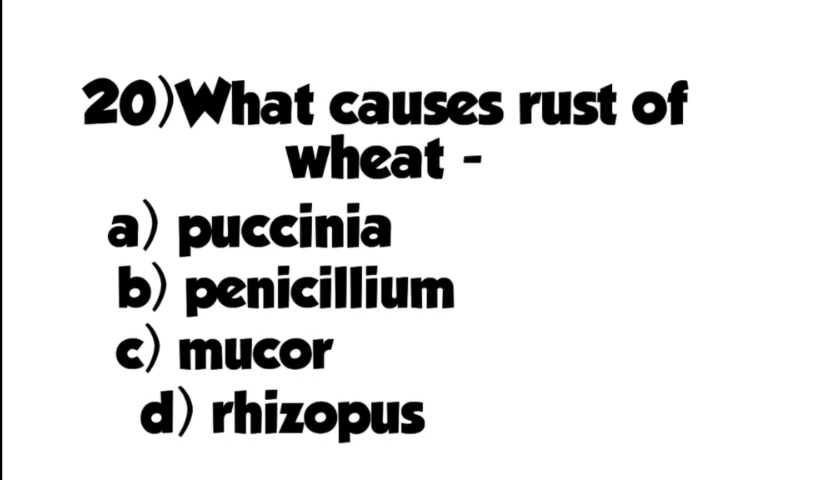 20)What causes rust of
wheat -
a) puccinia
b) penicillium
c) mucor
d) rhizopus